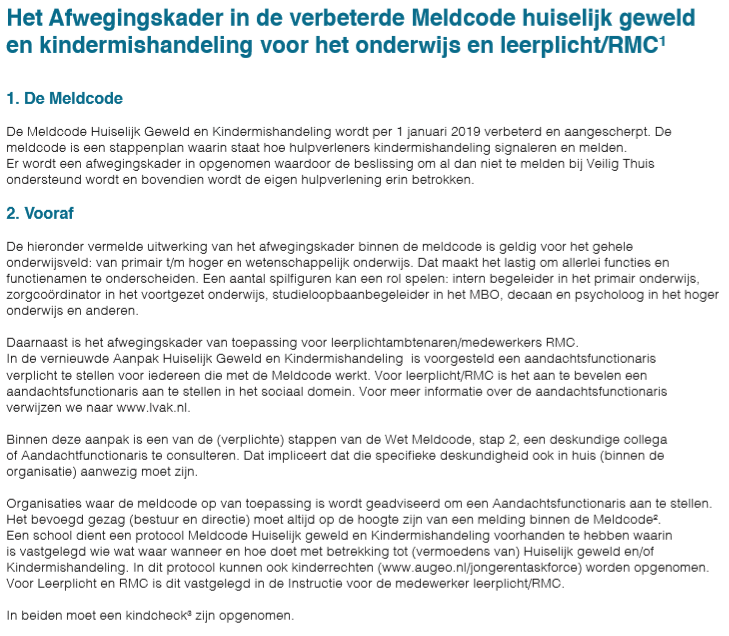 Het Afwegingskader in de verbeterde Meldcode huiselijk geweld
en kindermishandeling voor het onderwijs en leerplicht/RMC¹
1. De Meldcode
De Meldcode Huiselijk Geweld en Kindermishandeling wordt per 1 januari 2019 verbeterd en aangescherpt. De
meldcode is een stappenplan waarin staat hoe hulpverleners kindermishandeling signaleren en melden.
Er wordt een afwegingskader in opgenomen waardoor de beslissing om al dan niet te melden bij Veilig Thuis
ondersteund wordt en bovendien wordt de eigen hulpverlening erin betrokken.
2. Vooraf
De hieronder vermelde uitwerking van het afwegingskader binnen de meldcode is geldig voor het gehele
onderwijsveld: van primair t/m hoger en wetenschappelijk onderwijs. Dat maakt het lastig om allerlei functies en
functienamen te onderscheiden. Een aantal spilfiguren kan een rol spelen: intern begeleider in het primair onderwijs,
zorgcoördinator in het voortgezet onderwijs, studieloopbaanbegeleider in het MBO, decaan en psycholoog in het hoger
onderwijs en anderen.
Daarnaast is het afwegingskader van toepassing voor leerplichtambtenaren/medewerkers RMC.
In de vernieuwde Aanpak Huiselijk Geweld en Kindermishandeling is voorgesteld een aandachtsfunctionaris
verplicht te stellen voor iedereen die met de Meldcode werkt. Voor leerplicht/RMC is het aan te bevelen een
aandachtsfunctionaris aan te stellen in het sociaal domein. Voor meer informatie over de aandachtsfunctionaris
verwijzen we naar www.lvak.nl.
Binnen deze aanpak is een van de (verplichte) stappen van de Wet Meldcode, stap 2, een deskundige collega
of Aandachtfunctionaris te consulteren. Dat impliceert dat die specifieke deskundigheid ook in huis (binnen de
organisatie) aanwezig moet zijn.
Organisaties waar de meldcode op van toepassing is wordt geadviseerd om een Aandachtsfunctionaris aan te stellen.
Het bevoegd gezag (bestuur en directie) moet altijd op de hoogte zijn van een melding binnen de Meldcode².
Een school dient een protocol Meldcode Huiselijk geweld en Kindermishandeling voorhanden te hebben waarin
is vastgelegd wie wat waar wanneer en hoe doet met betrekking tot (vermoedens van) Huiselijk geweld en/of
Kindermishandeling. In dit protocol kunnen ook kinderrechten (www.augeo.nl/jongerentaskforce) worden opgenomen.
Voor Leerplicht en RMC is dit vastgelegd in de Instructie voor de medewerker leerplicht/RMC.
In beiden moet een kindcheck³ zijn opgenomen.